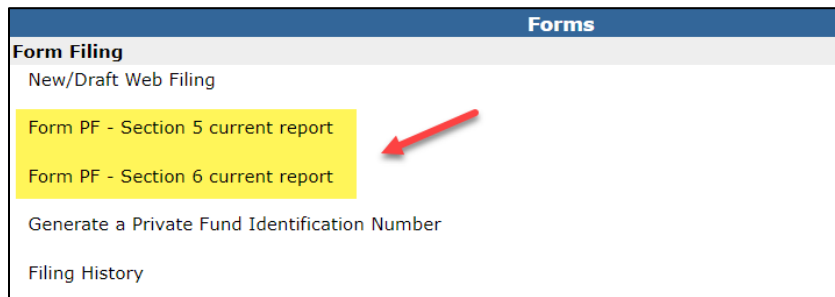 Forms
Form Filing
New/Draft Web Filing
Form PF - Section 5 current report
Form PF - Section 6 current report
Generate a Private Fund Identification Number
Filing History